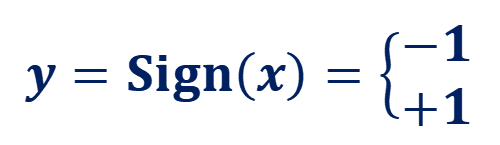 y = Sign(x) = {−1
+1